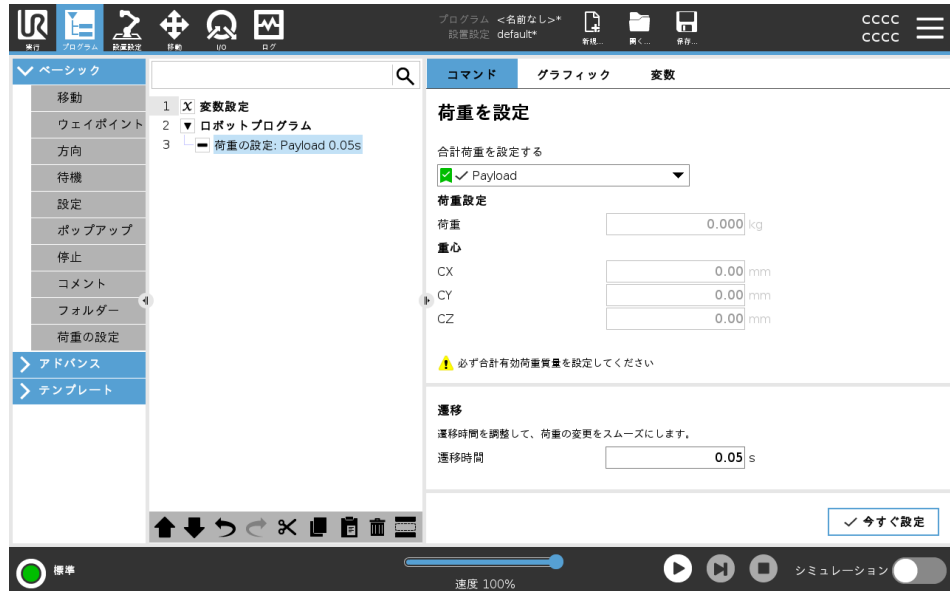 UR
実行
プログラム
設置設定
移動
I/O
ログ
プログラム <名前なし>*
設置設定 default*
新規...
開く...
保存...
cccc
cccc
ベーシック
移動
ウェイポイント
方向
待機
設定
ポップアップ
停止
コメント
フォルダー
荷重の設定
アドバンス
テンプレート
1 X 変数設定
2 ▼ ロボットプログラム
3 荷重の設定: Payload 0.05s
コマンド グラフィック 変数
荷重を設定
合計荷重を設定する
Payload
荷重設定
荷重 0.000 kg
重心
CX 0.00 mm
CY 0.00 mm
CZ 0.00 mm
必ず合計有効荷重質量を設定してください
遷移
遷移時間を調整して、荷重の変更をスムーズにします。
遷移時間 0.05 s
今すぐ設定
標準
速度 100%
シミュレーション